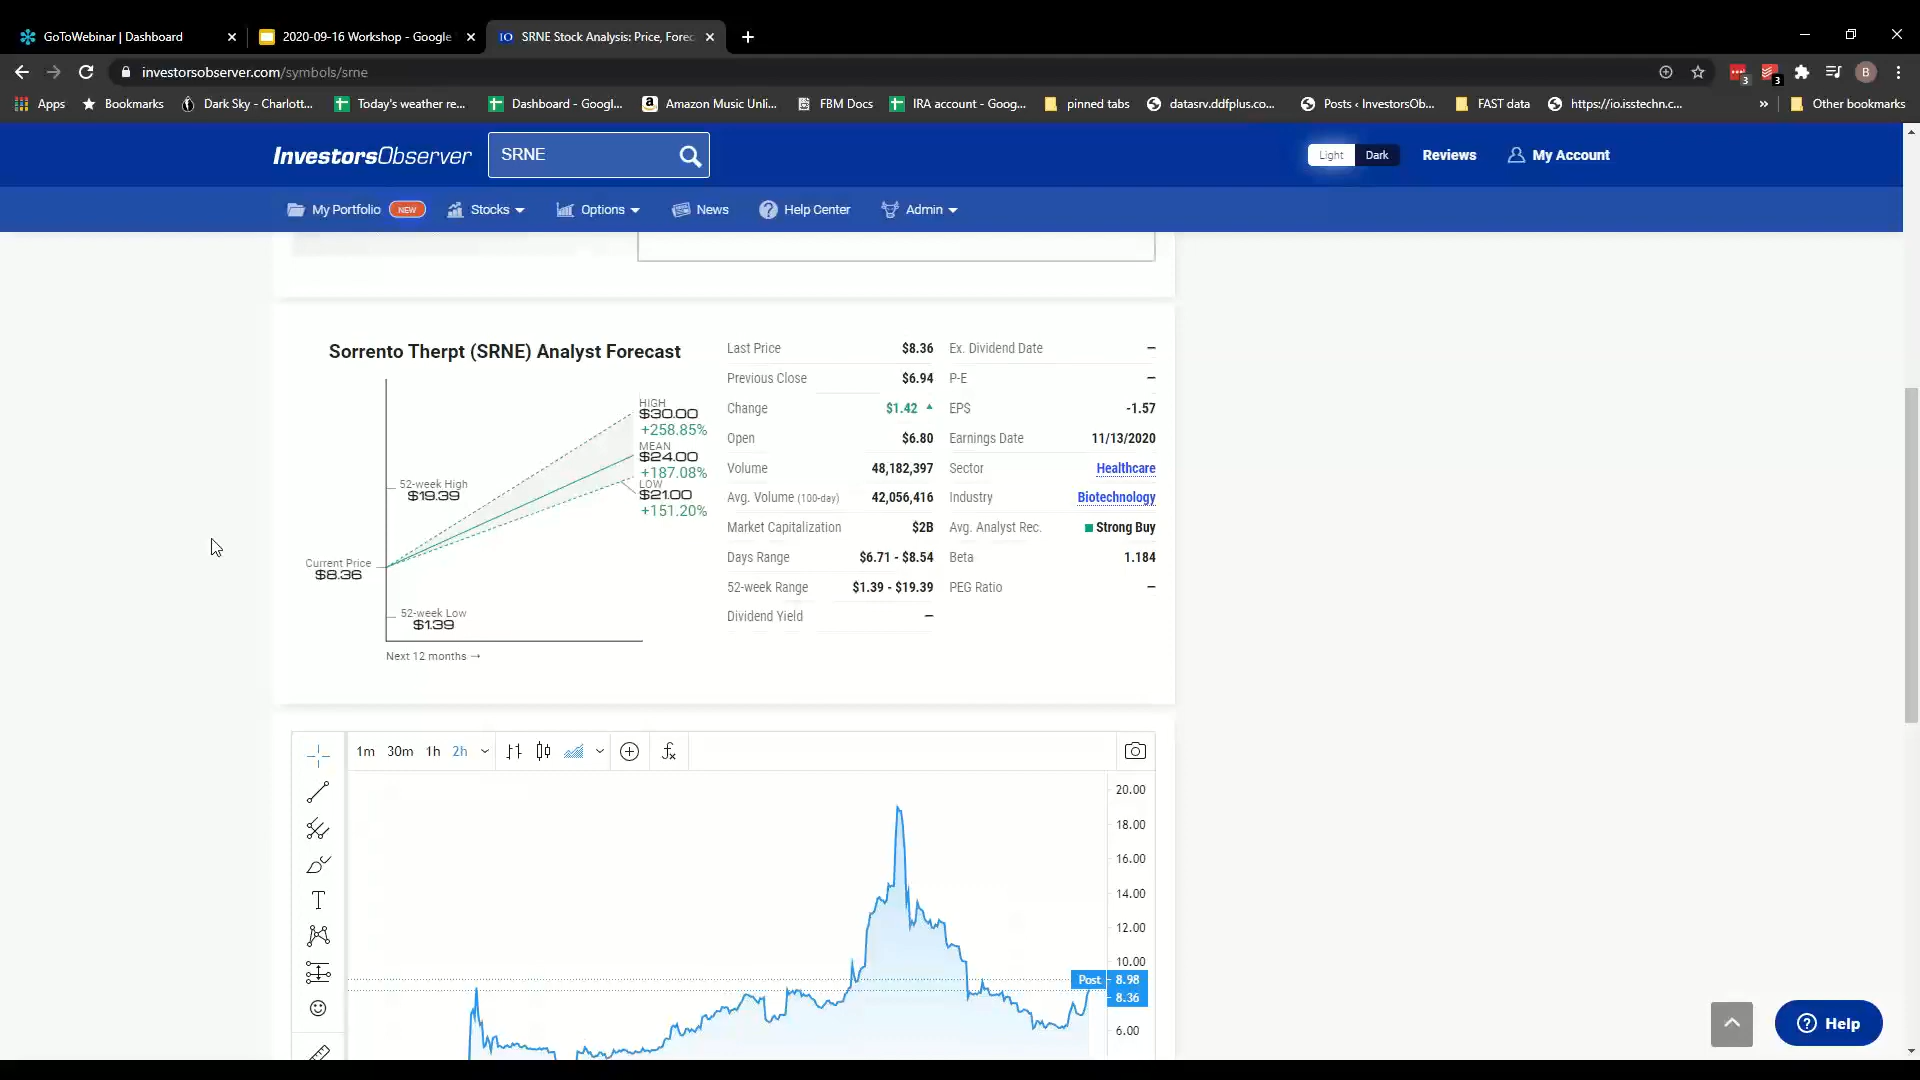 GoToWebinar | Dashboard
2020-09-16 Workshop - Google
IO SRNE Stock Analysis: Price, Forec
investorsobserver.com/symbols/srne
3
3
B
Apps
Bookmarks
Dark Sky - Charlott...
Today's weather re...
Dashboard - Googl...
Amazon Music Unli...
FBM Docs
IRA account - Goog...
pinned tabs
datasrv.ddfplus.co...
Posts ‹ InvestorsOb...
FAST data
https://io.isstechn.c...
»
Other bookmarks
InvestorsObserver
SRNE
Light
Dark
Reviews
My Account
My Portfolio NEW
Stocks
Options
News
Help Center
Admin
Sorrento Therpt (SRNE) Analyst Forecast
HIGH
$30.00
+258.85%
MEAN
$24.00
+187.08%
LOW
$21.00
+151.20%
52-week High
$19.39
Current Price
$8.36
52-week Low
$1.39
Next 12 months →
Last Price $8.36
Previous Close $6.94
Change $1.42
Open $6.80
Volume 48,182,397
Avg. Volume (100-day) 42,056,416
Market Capitalization $2B
Days Range $6.71 - $8.54
52-week Range $1.39 - $19.39
Dividend Yield –
Ex. Dividend Date –
P-E –
EPS -1.57
Earnings Date 11/13/2020
Sector Healthcare
Industry Biotechnology
Avg. Analyst Rec. Strong Buy
Beta 1.184
PEG Ratio –
1m 30m 1h 2h
20.00
18.00
16.00
14.00
12.00
10.00
Post 8.98
8.36
6.00
Help